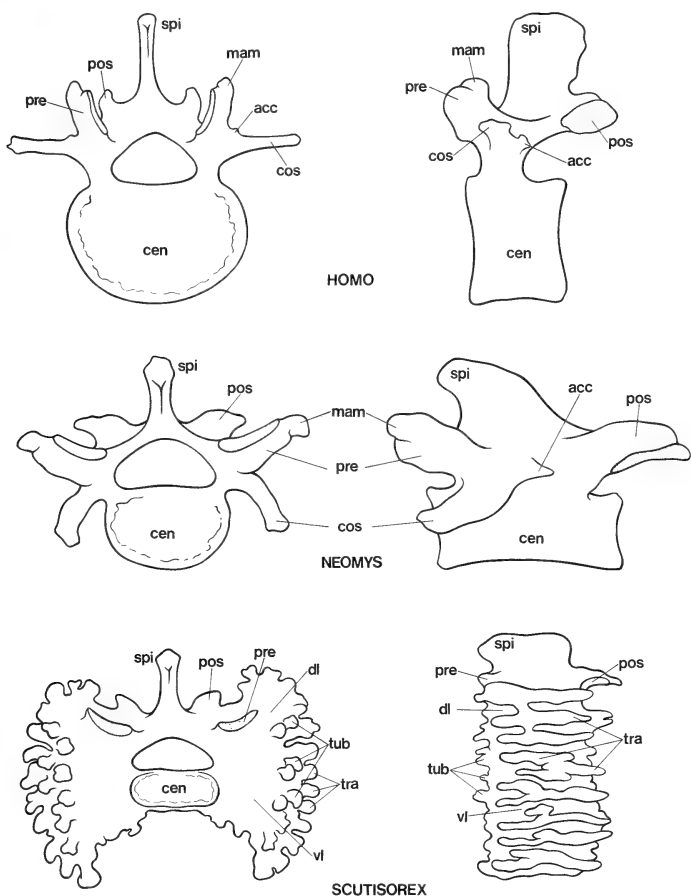 spi
pos
mam
pre
acc
cos
cen
spi
mam
pre
cos
acc
pos
cen
HOMO
spi
pos
mam
pre
cos
cen
spi
acc
pos
cen
NEOMYS
spi
pos
pre
dl
tub
cen
tra
vl
spi
pre
pos
dl
tra
tub
vl
SCUTISOREX